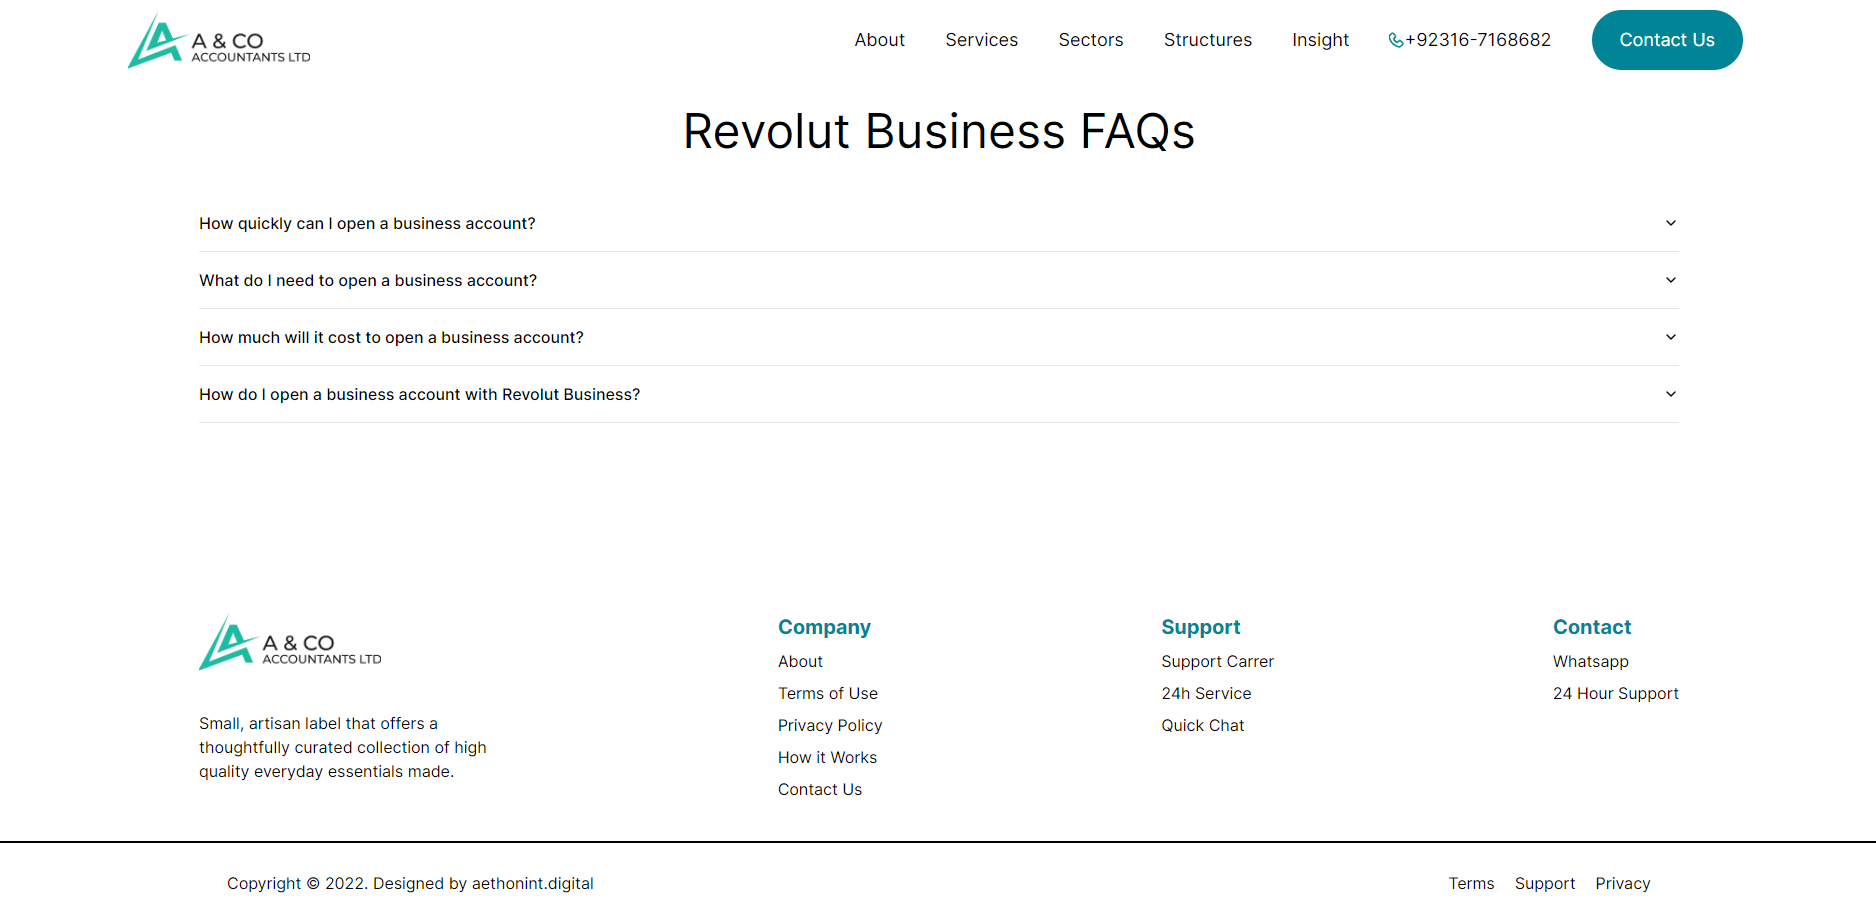 A & CO
ACCOUNTANTS LTD
About Services Sectors Structures Insight +92316-7168682 Contact Us
Revolut Business FAQs
How quickly can I open a business account?
What do I need to open a business account?
How much will it cost to open a business account?
How do I open a business account with Revolut Business?
A & CO
ACCOUNTANTS LTD
Small, artisan label that offers a
thoughtfully curated collection of high
quality everyday essentials made.
Company
About
Terms of Use
Privacy Policy
How it Works
Contact Us
Support
Support Carrer
24h Service
Quick Chat
Contact
Whatsapp
24 Hour Support
Copyright © 2022. Designed by aethonint.digital
Terms Support Privacy